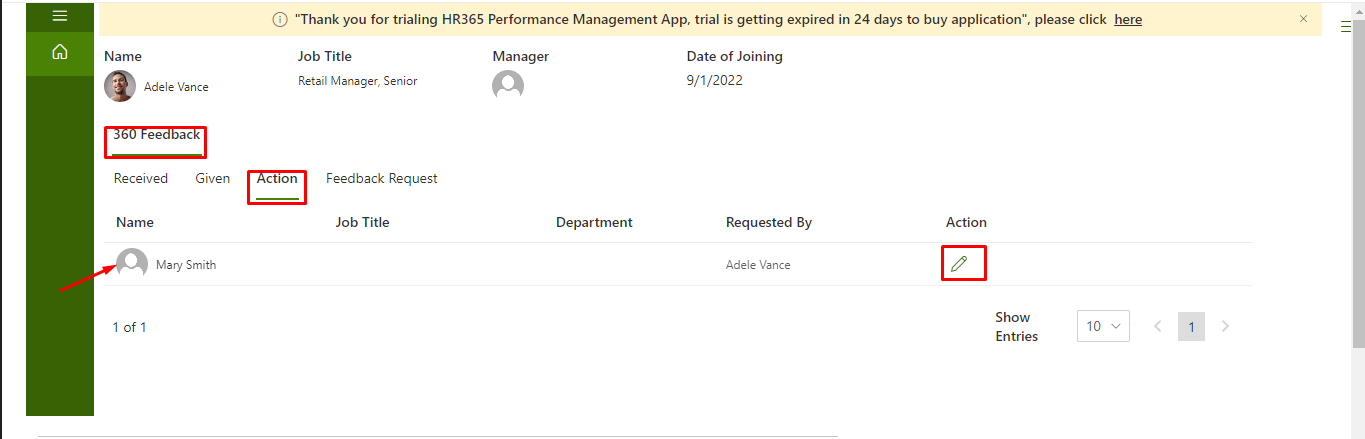 "Thank you for trialing HR365 Performance Management App, trial is getting expired in 24 days to buy application", please click here
Name Job Title Manager Date of Joining
Adele Vance Retail Manager, Senior 9/1/2022
360 Feedback
Received Given Action Feedback Request
Name Job Title Department Requested By Action
Mary Smith Adele Vance
1 of 1 Show Entries 10 1